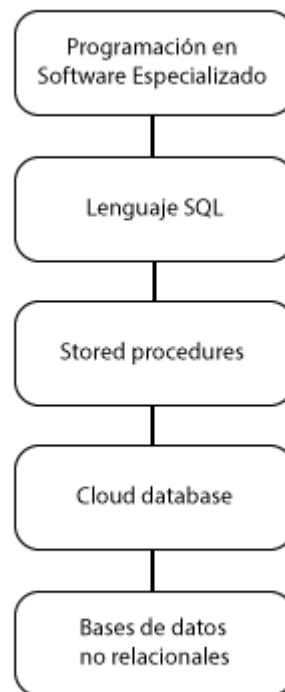 Programación en
Software Especializado
Lenguaje SQL
Stored procedures
Cloud database
Bases de datos
no relacionales